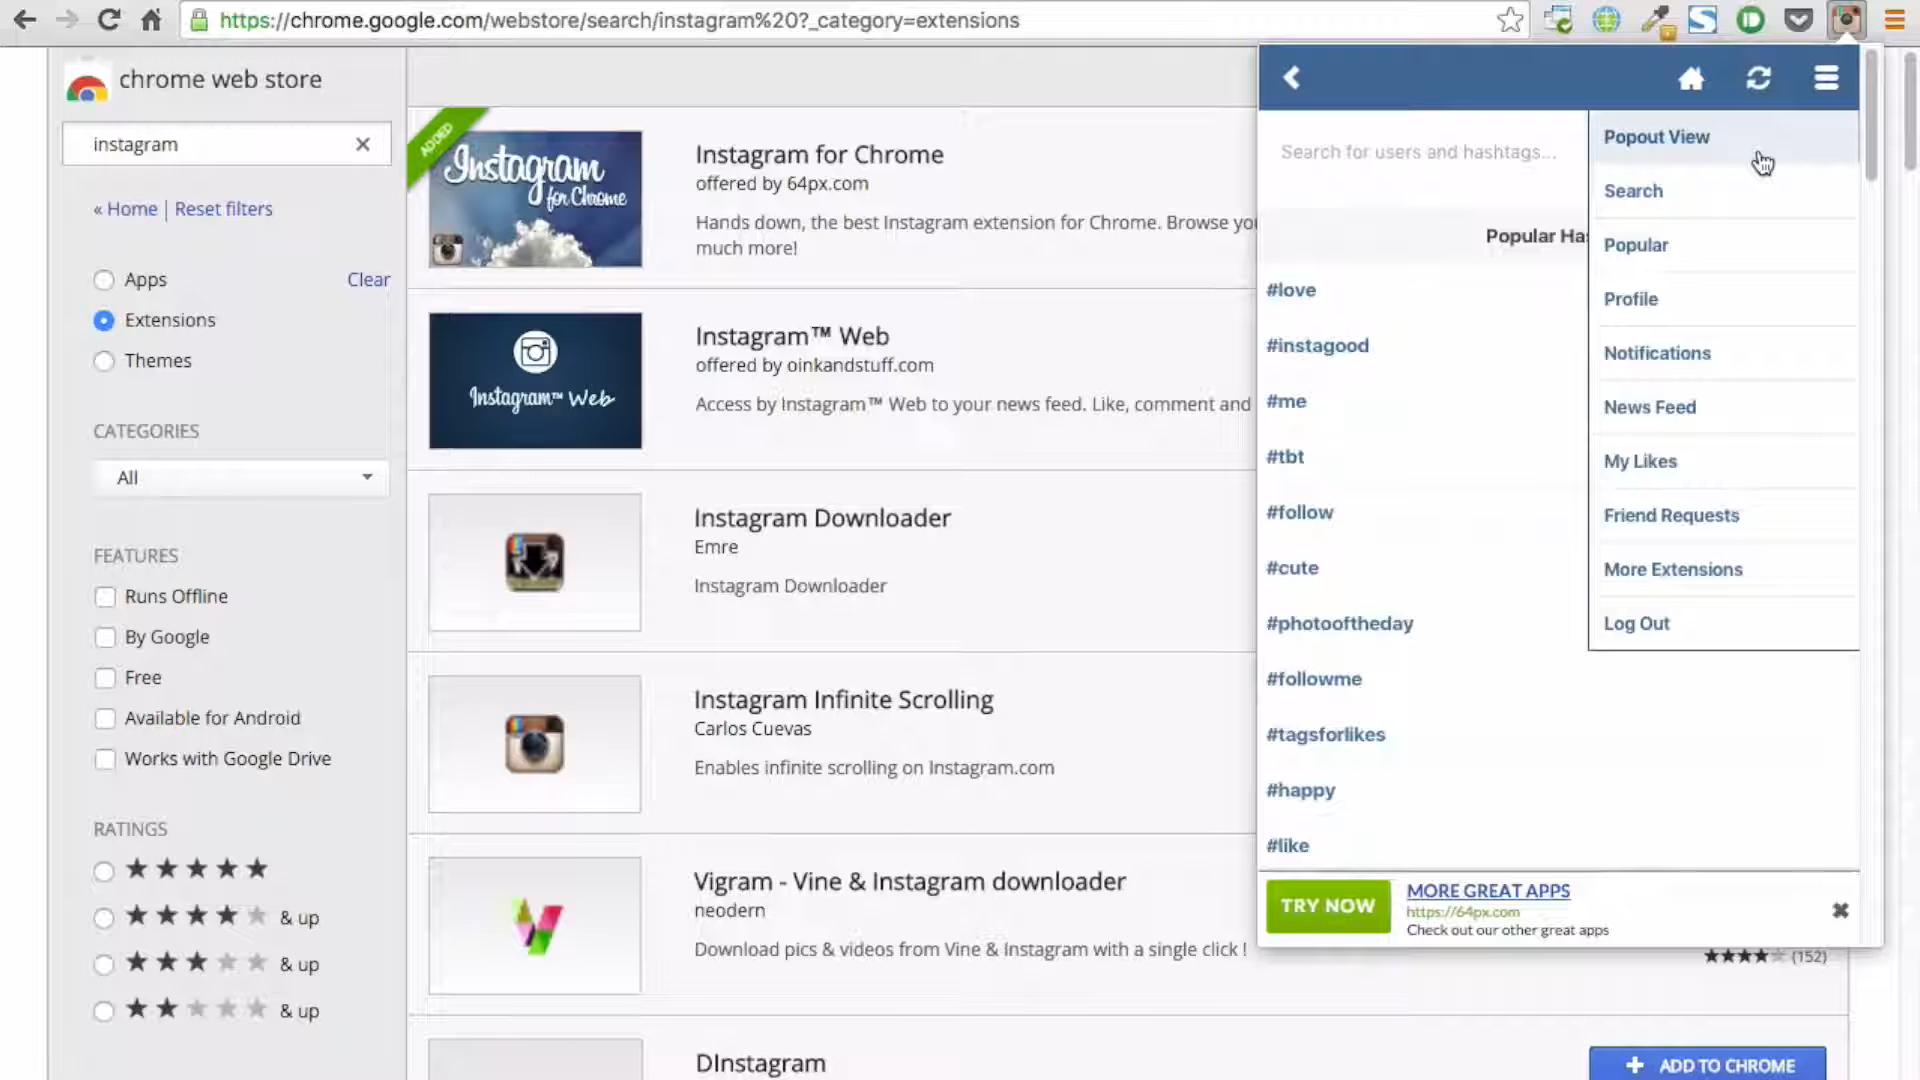 https://chrome.google.com/webstore/search/instagram%20?_category=extensions
chrome web store
instagram
« Home | Reset filters
Apps
Clear
Extensions
Themes
CATEGORIES
All
FEATURES
Runs Offline
By Google
Free
Available for Android
Works with Google Drive
RATINGS
& up
& up
& up
ADDED
Instagram
for Chrome
Instagram for Chrome
offered by 64px.com
Hands down, the best Instagram extension for Chrome. Browse you
much more!
Instagram™ Web
Instagram™ Web
offered by oinkandstuff.com
Access by Instagram™ Web to your news feed. Like, comment and
Instagram Downloader
Emre
Instagram Downloader
Instagram Infinite Scrolling
Carlos Cuevas
Enables infinite scrolling on Instagram.com
Vigram - Vine & Instagram downloader
neodern
Download pics & videos from Vine & Instagram with a single click !
(152)
DInstagram
ADD TO CHROME
Search for users and hashtags...
Popular Has
#love
#instagood
#me
#tbt
#follow
#cute
#photooftheday
#followme
#tagsforlikes
#happy
#like
Popout View
Search
Popular
Profile
Notifications
News Feed
My Likes
Friend Requests
More Extensions
Log Out
TRY NOW
MORE GREAT APPS
https://64px.com
Check out our other great apps